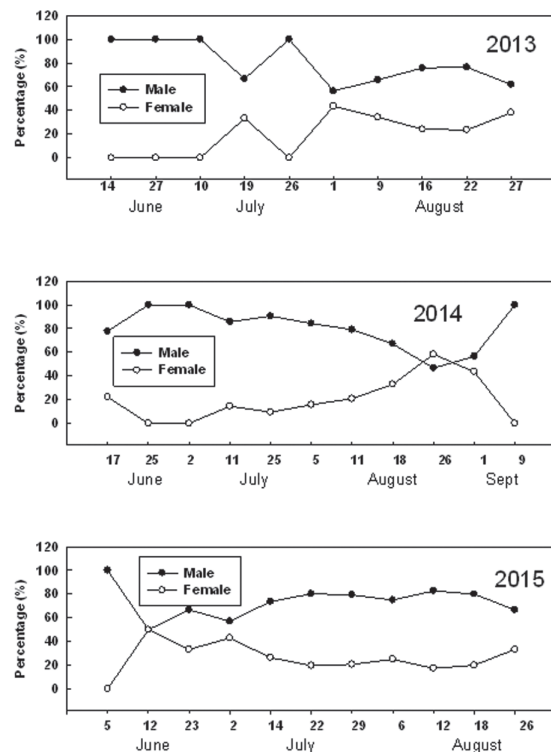 120
100
80
60
40
20
0
Percentage (%)
2013
Male
Female
14 27 10 19 26 1 9 16 22 27
June July August
120
100
80
60
40
20
0
Percentage (%)
2014
Male
Female
17 25 2 11 25 5 11 18 26 1 9
June July August Sept
120
100
80
60
40
20
0
Percentage (%)
2015
Male
Female
5 12 23 2 14 22 29 6 12 18 26
June July August